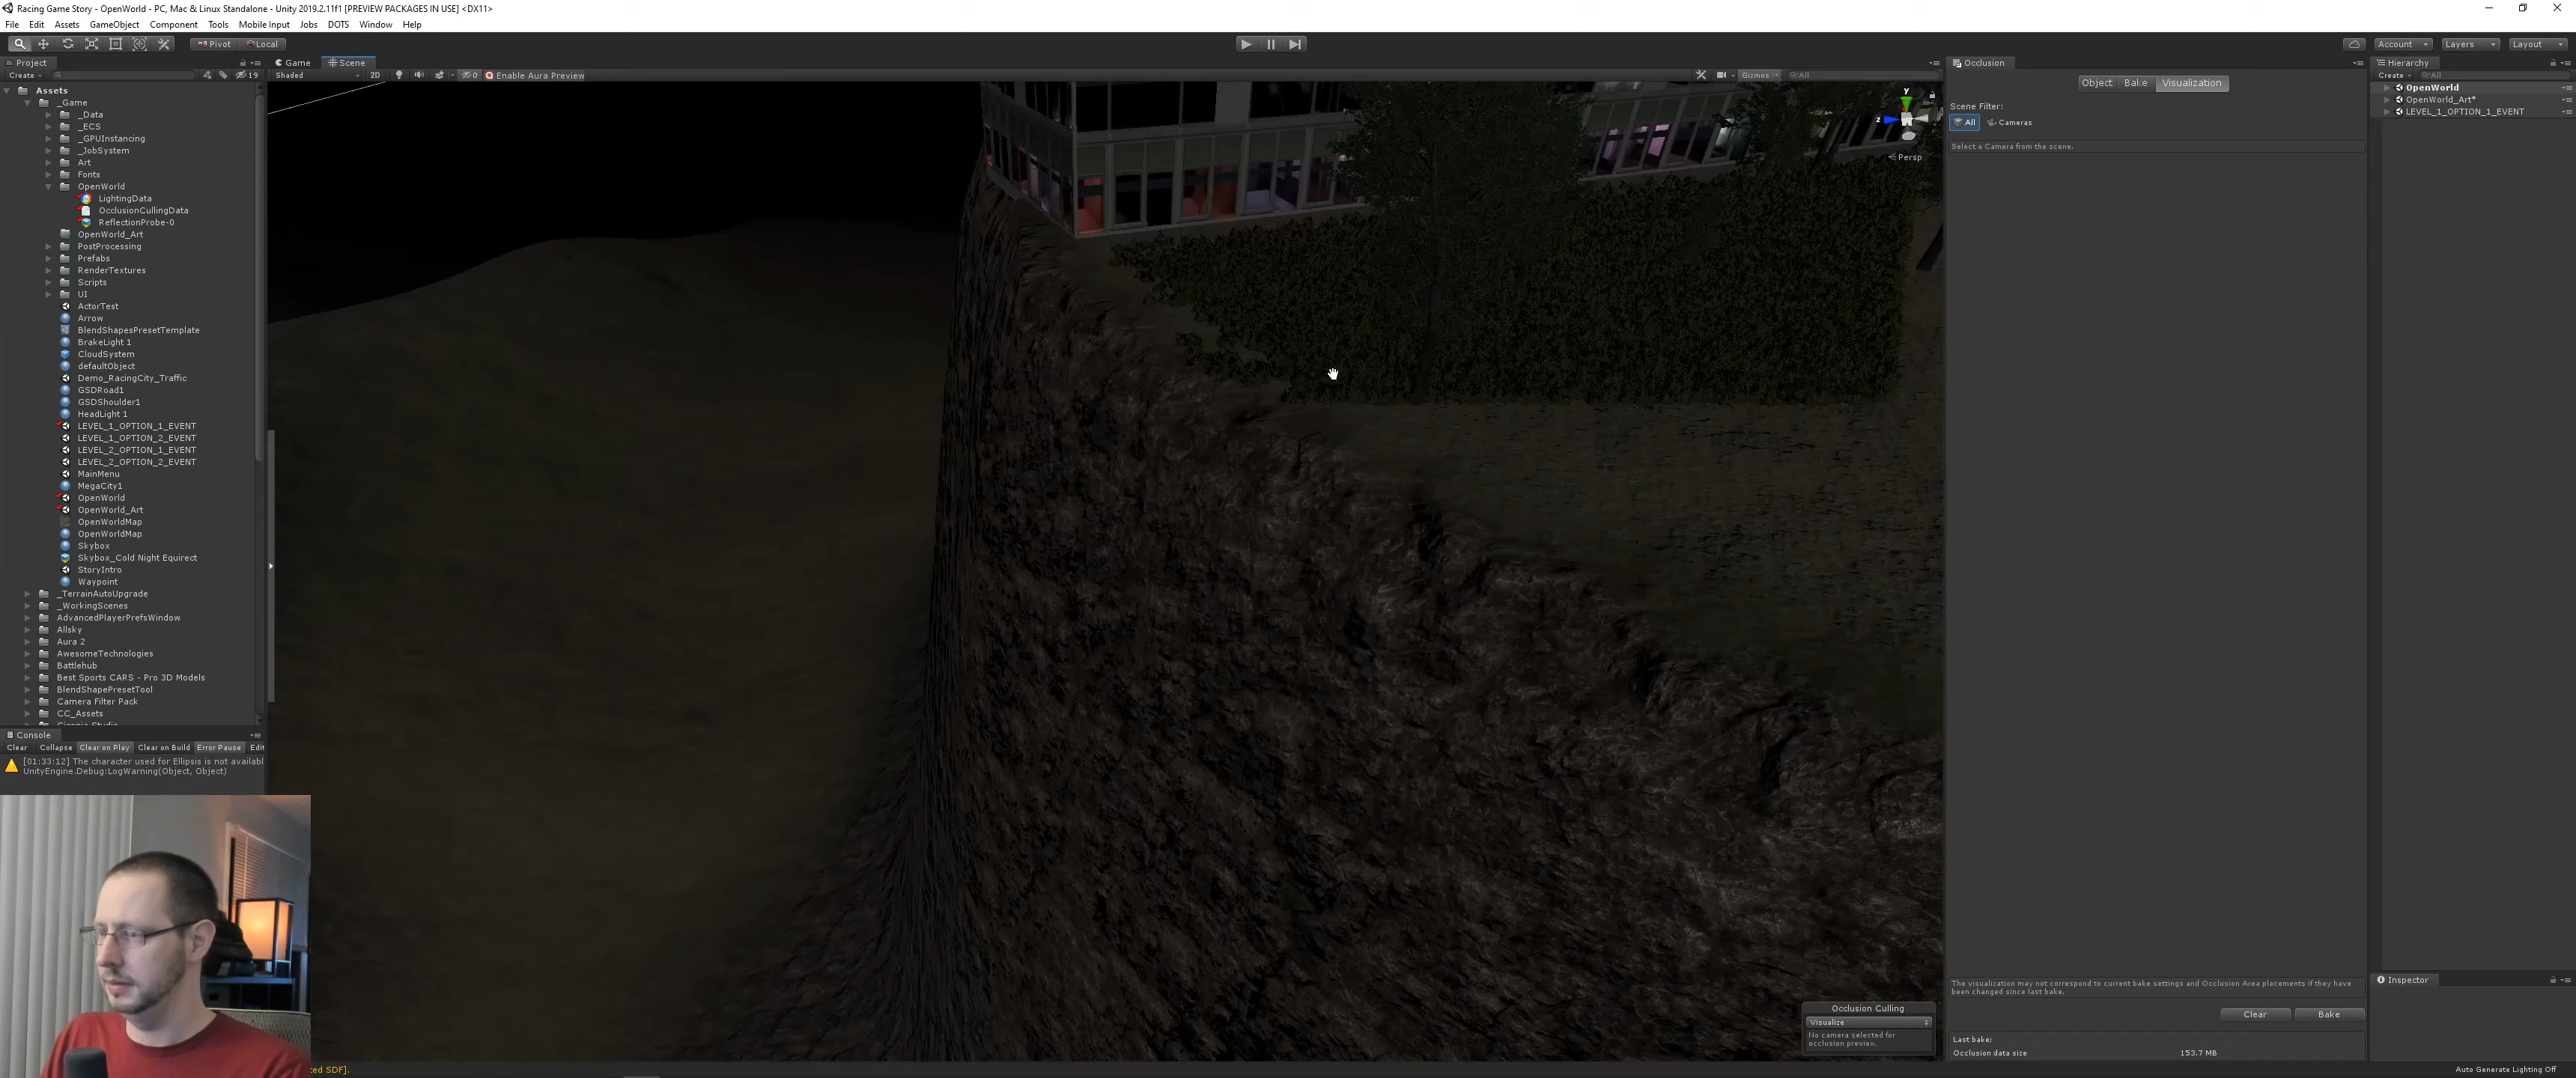 Racing Game Story - OpenWorld - PC, Mac & Linux Standalone - Unity 2019.2.11f1 [PREVIEW PACKAGES IN USE] <DX11>
File Edit Assets GameObject Component Tools Mobile Input Jobs DOTS Window Help
Pivot Local
Account Layers Layout
Project
Create
19
Assets
_Game
_Data
_ECS
_GPUInstancing
_JobSystem
Art
Fonts
OpenWorld
LightingData
OcclusionCullingData
ReflectionProbe-0
OpenWorld_Art
PostProcessing
Prefabs
RenderTextures
Scripts
UI
ActorTest
Arrow
BlendShapesPresetTemplate
BrakeLight 1
CloudSystem
defaultObject
Demo_RacingCity_Traffic
GSDRoad1
GSDShoulder1
HeadLight 1
LEVEL_1_OPTION_1_EVENT
LEVEL_1_OPTION_2_EVENT
LEVEL_2_OPTION_1_EVENT
LEVEL_2_OPTION_2_EVENT
MainMenu
MegaCity1
OpenWorld
OpenWorld_Art
OpenWorldMap
OpenWorldMap
Skybox
Skybox_Cold Night Equirect
StoryIntro
Waypoint
_TerrainAutoUpgrade
_WorkingScenes
AdvancedPlayerPrefsWindow
Allsky
Aura 2
AwesomeTechnologies
Battlehub
Best Sports CARS - Pro 3D Models
BlendShapePresetTool
Camera Filter Pack
CC_Assets
Console
Clear Collapse Clear on Play Clear on Build Error Pause Edit
[01:33:12] The character used for Ellipsis is not availabl
UnityEngine.Debug:LogWarning(Object, Object)
ted SDF].
Game Scene
Shaded 2D 0 Enable Aura Preview
Gizmos All
y
z
Persp
Occlusion Culling
Visualize
No camera selected for
occlusion preview.
Occlusion
Object Bake Visualization
Scene Filter:
All Cameras
Select a Camera from the scene.
The visualization may not correspond to current bake settings and Occlusion Area placements if they have
been changed since last bake.
Clear Bake
Last bake:
Occlusion data size 153.7 MB
Hierarchy
Create All
OpenWorld
OpenWorld_Art*
LEVEL_1_OPTION_1_EVENT
Inspector
Auto Generate Lighting Off